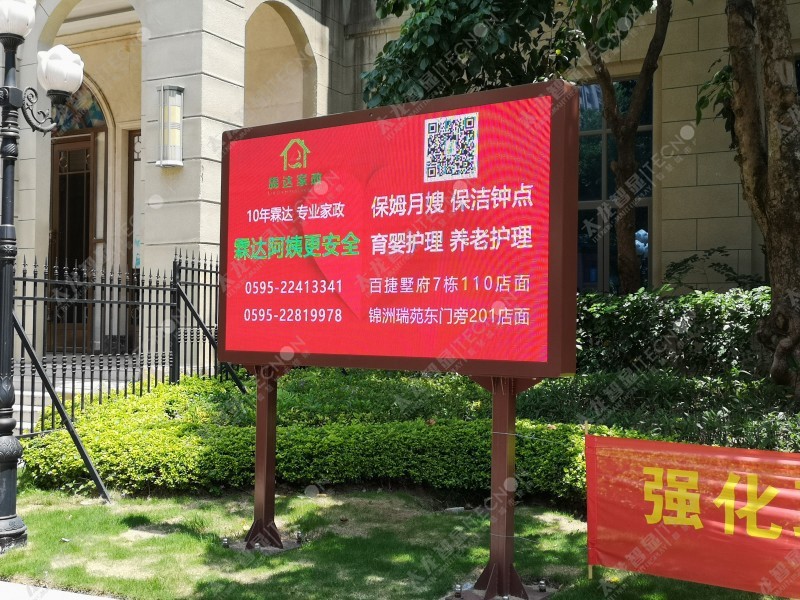 霖达家政
10年霖达 专业家政
霖达阿姨更安全
0595-22413341
0595-22819978
保姆月嫂 保洁钟点
育婴护理 养老护理
百捷墅府7栋110店面
锦洲瑞苑东门旁201店面
强化